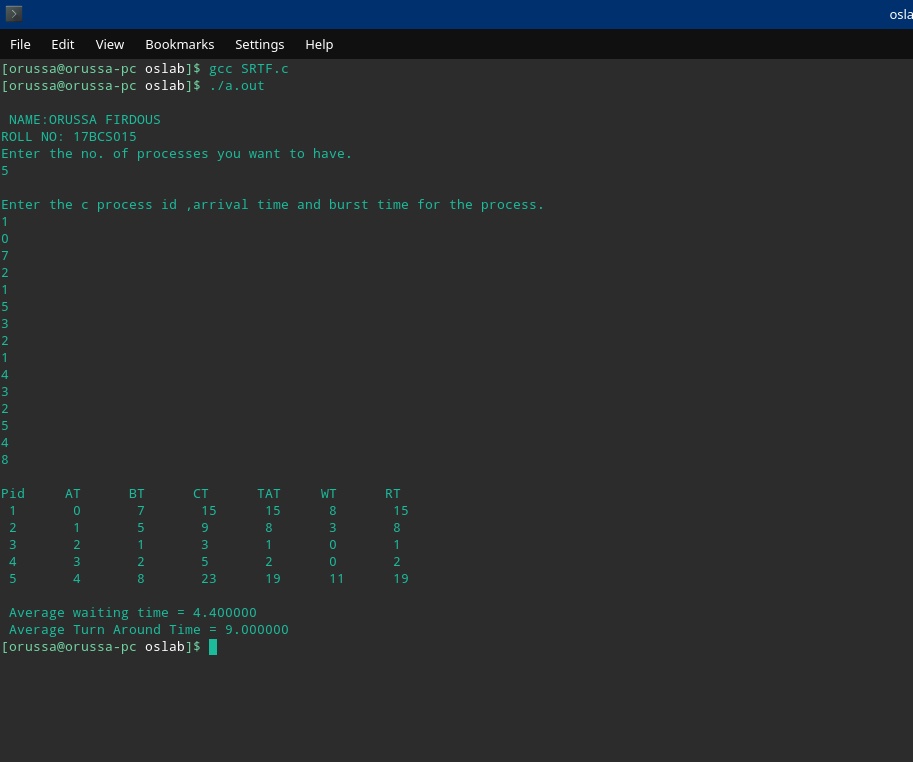 osla
File Edit View Bookmarks Settings Help
[orussa@orussa-pc oslab]$ gcc SRTF.c
[orussa@orussa-pc oslab]$ ./a.out
NAME:ORUSSA FIRDOUS
ROLL NO: 17BCS015
Enter the no. of processes you want to have.
5
Enter the c process id ,arrival time and burst time for the process.
1
0
7
2
1
5
3
2
1
4
3
2
5
4
8
Pid AT BT CT TAT WT RT
1 0 7 15 15 8 15
2 1 5 9 8 3 8
3 2 1 3 1 0 1
4 3 2 5 2 0 2
5 4 8 23 19 11 19
Average waiting time = 4.400000
Average Turn Around Time = 9.000000
[orussa@orussa-pc oslab]$